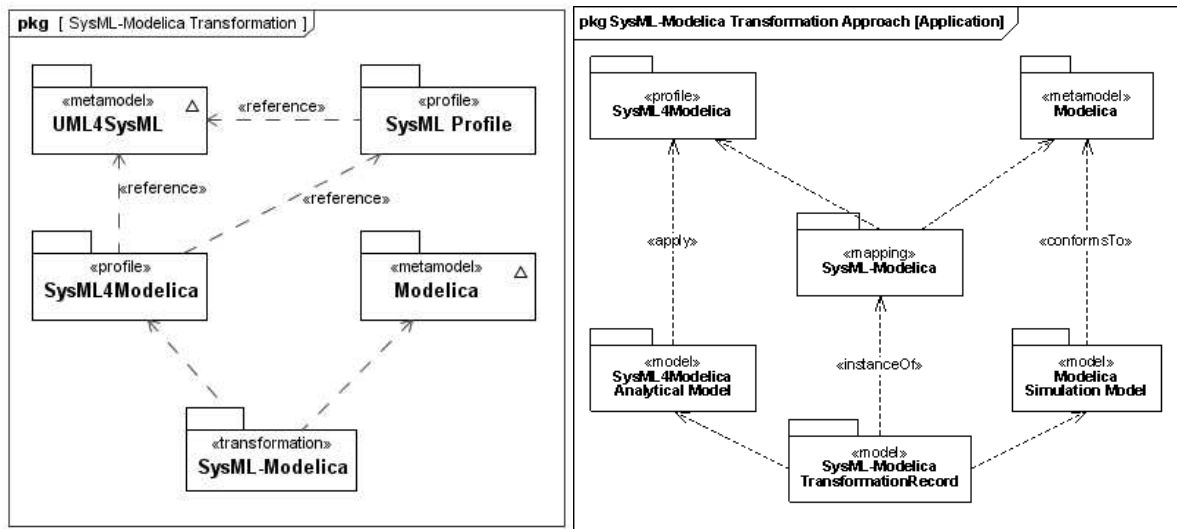 pkg [ SysML-Modelica Transformation ]
«metamodel»
UML4SysML
«reference»
«profile»
SysML Profile
«reference»
«reference»
«profile»
SysML4Modelica
«metamodel»
Modelica
«transformation»
SysML-Modelica
pkg SysML-Modelica Transformation Approach [Application]
«profile»
SysML4Modelica
«metamodel»
Modelica
«apply»
«mapping»
SysML-Modelica
«conformsTo»
«model»
SysML4Modelica
Analytical Model
«instanceOf»
«model»
Modelica
Simulation Model
«model»
SysML-Modelica
TransformationRecord